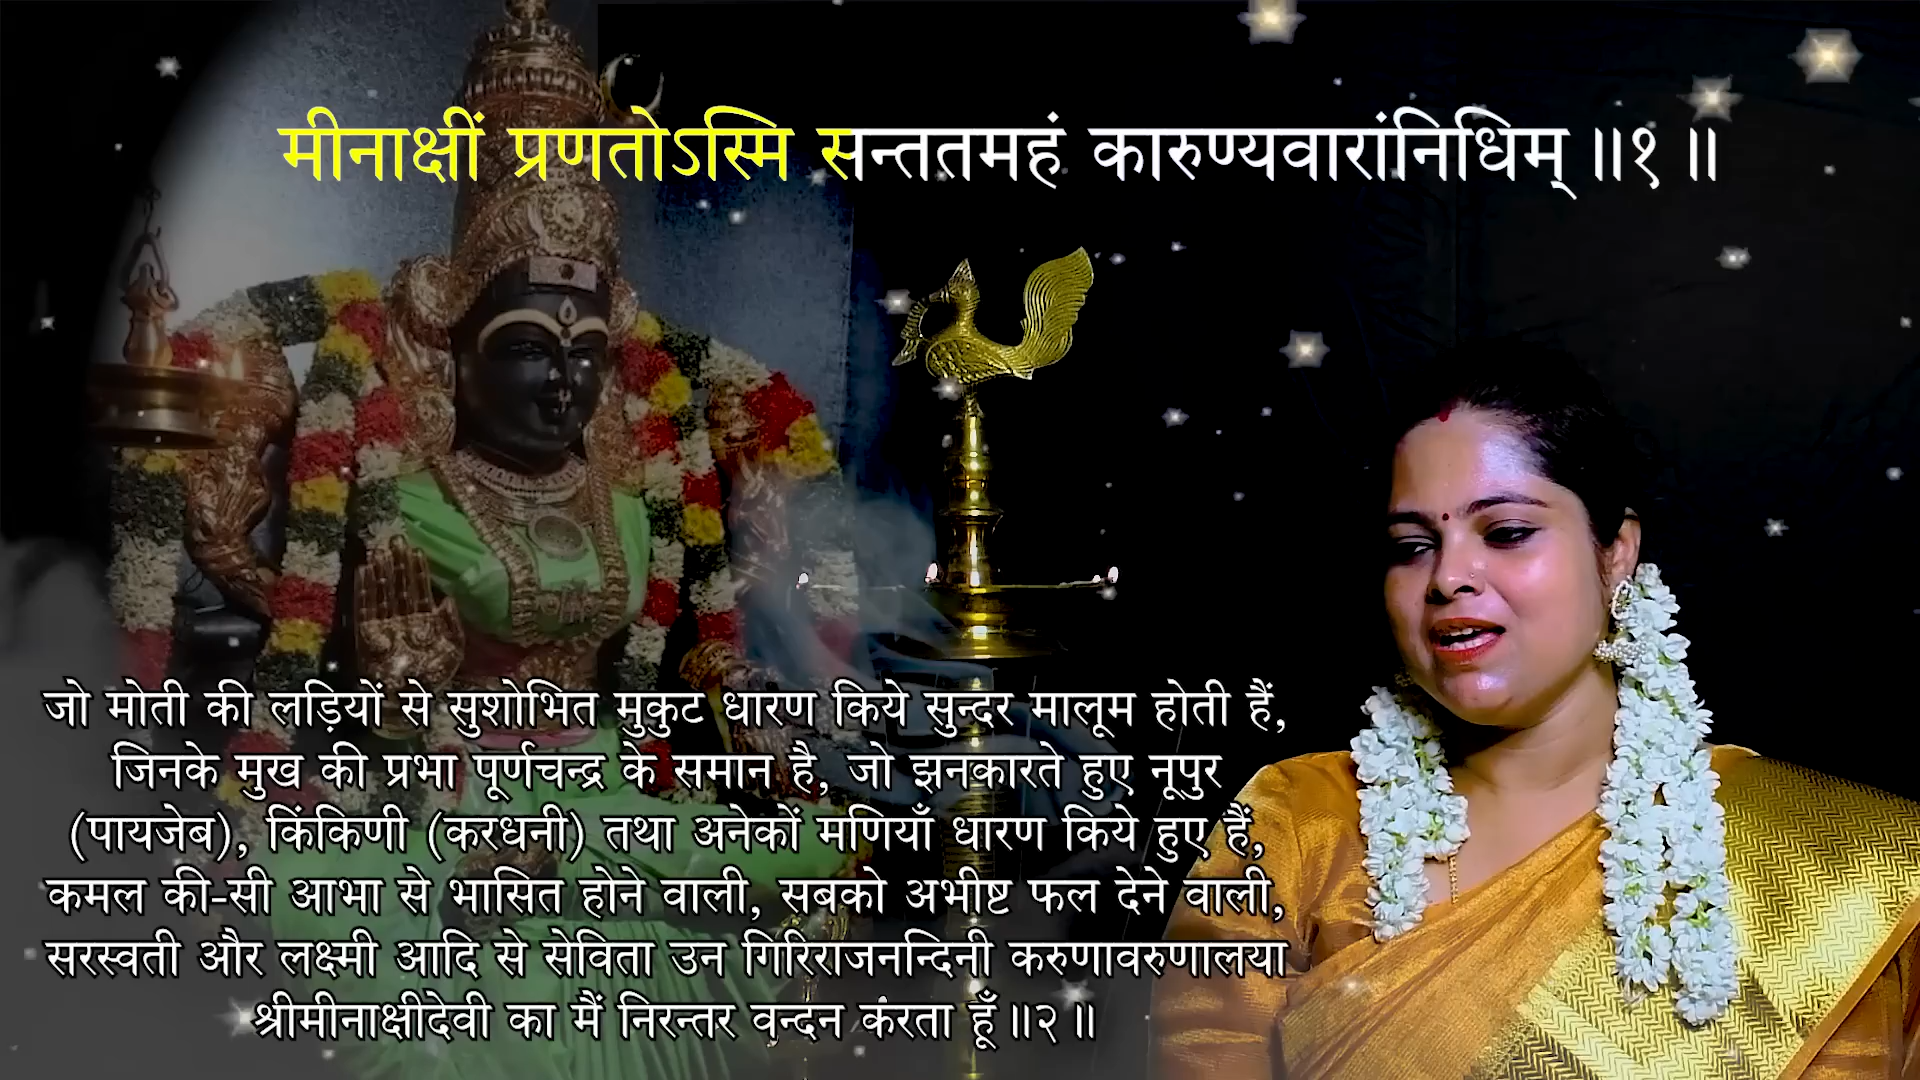 मीनाक्षीं प्रणतोऽस्मि सन्ततमहं कारुण्यवारांनिधिम् ॥१ ॥
जो मोती की लड़ियों से सुशोभित मुकुट धारण किये सुन्दर मालूम होती हैं,
जिनके मुख की प्रभा पूर्णचन्द्र के समान है, जो झनकारते हुए नूपुर
(पायजेब), किंकिणी (करधनी) तथा अनेकों मणियाँ धारण किये हुए हैं,
कमल की-सी आभा से भासित होने वाली, सबको अभीष्ट फल देने वाली,
सरस्वती और लक्ष्मी आदि से सेविता उन गिरिराजनन्दिनी करुणावरुणालया
श्रीमीनाक्षीदेवी का मैं निरन्तर वन्दन करता हूँ ॥२ ॥